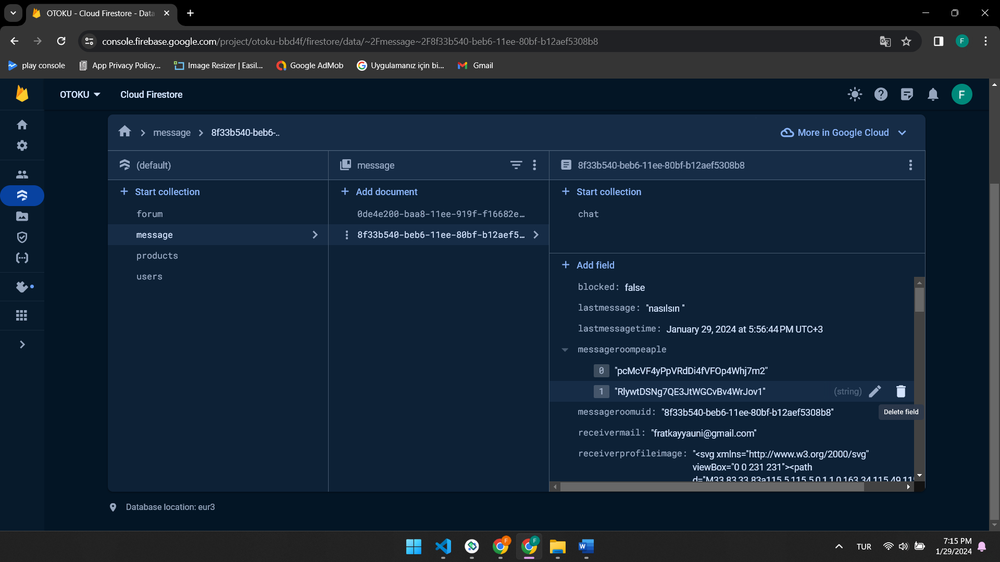 OTOKU - Cloud Firestore - Data
console.firebase.google.com/project/otoku-bbd4f/firestore/data/~2Fmessage~2F8f33b540-beb6-11ee-80bf-b12aef5308b8
F
play console
App Privacy Policy...
Image Resizer | Easil...
Google AdMob
Uygulamanız için bi...
Gmail
OTOKU
Cloud Firestore
F
message
8f33b540-beb6-..
More in Google Cloud
(default)
message
8f33b540-beb6-11ee-80bf-b12aef5308b8
Start collection
Add document
Start collection
forum
0de4e200-baa8-11ee-919f-f16682e…
chat
message
8f33b540-beb6-11ee-80bf-b12aef5…
products
users
Add field
blocked: false
lastmessage: "nasılsın "
lastmessagetime: January 29, 2024 at 5:56:44 PM UTC+3
messageroompeaple
0 "pcMcVF4yPpVRdDi4fVFOp4Whj7m2"
1 "RlywtDSNg7QE3JtWGCvBv4WrJov1" (string)
messageroomuid: "8f33b540-beb6-11ee-80bf-b12aef5308b8"
Delete field
receivermail: "fratkayyauni@gmail.com"
receiverprofileimage: "<svg xmlns="http://www.w3.org/2000/svg"
viewBox="0 0 231 231"><path
d="M33.83,33.83a115.5,115.5,0,1,1,0,163.34,115.49,11
Database location: eur3
F
F
W
TUR
7:15 PM
1/29/2024